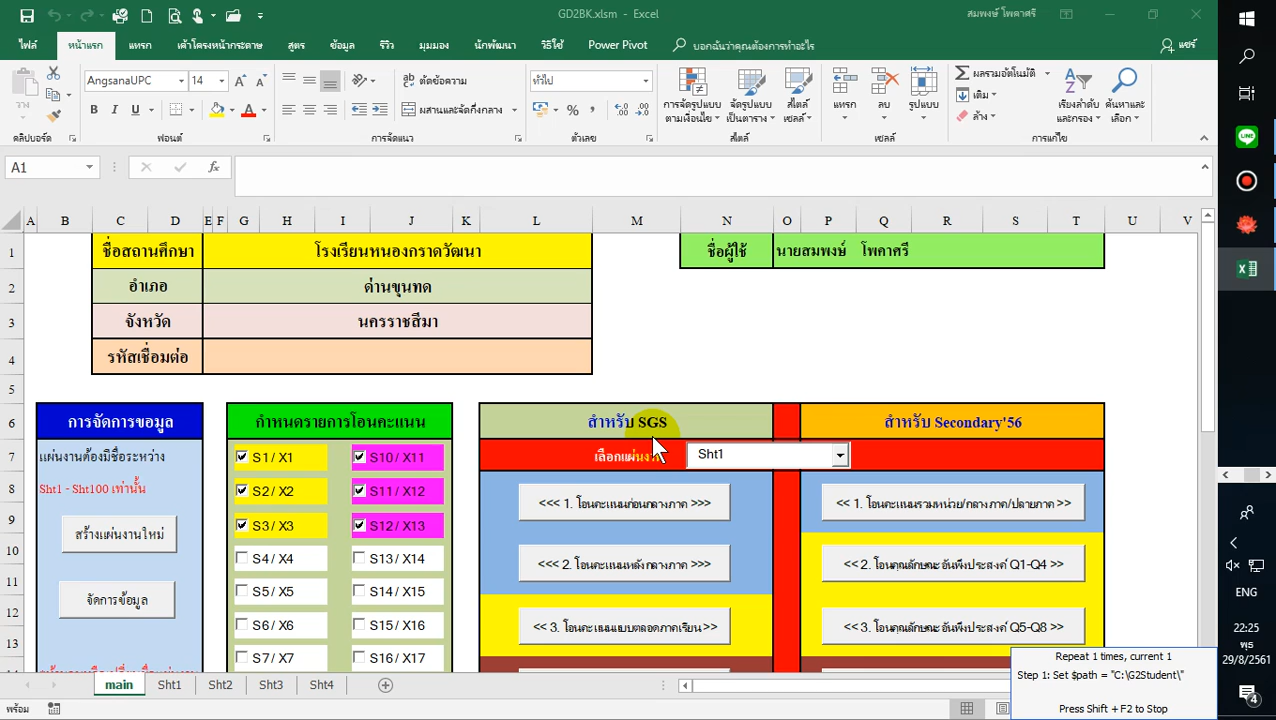 GD2BK.xlsm - Excel
สมพงษ์ โพคาศรี
ไฟล์ หน้าแรก แทรก เค้าโครงหน้ากระดาษ สูตร ข้อมูล รีวิว มุมมอง นักพัฒนา วิธีใช้ Power Pivot บอกฉันว่าคุณต้องการทำอะไร แชร์
วาง
คลิปบอร์ด
AngsanaUPC 14
B I U
ฟอนต์
ตัดข้อความ
ผสานและจัดกึ่งกลาง
การจัดแนว
ทั่วไป
ตัวเลข
การจัดรูปแบบตามเงื่อนไข
จัดรูปแบบเป็นตาราง
สไตล์เซลล์
สไตล์
แทรก ลบ รูปแบบ
เซลล์
ผลรวมอัตโนมัติ
เติม
ล้าง
เรียงลำดับและกรอง
ค้นหาและเลือก
การแก้ไข
A1 fx
A B C D E F G H I J K L M N O P Q R S T U V
1 ชื่อสถานศึกษา โรงเรียนหนองกราดวัฒนา ชื่อผู้ใช้ นายสมพงษ์ โพคาศรี
2 อำเภอ ด่านขุนทด
3 จังหวัด นครราชสีมา
4 รหัสเชื่อมต่อ
5
6 การจัดการขอมูล กำหนดรายการโอนคะแนน สำหรับ SGS สำหรับ Secondary'56
7 แผ่นงานต้องมีชื่อระหว่าง S1 / X1 S10 / X11 เลือกแผ่นงาน Sht1
8 Sht1 - Sht100 เท่านั้น S2 / X2 S11 / X12 <<< 1. โอนคะแนนก่อนกลางภาค >>> << 1. โอนคะแนนรวมหน่วย/กลางภาค/ปลายภาค >>
9 สร้างแผ่นงานใหม่ S3 / X3 S12 / X13
10 S4 / X4 S13 / X14 <<< 2. โอนคะแนนหลังกลางภาค >>> << 2. โอนคุณลักษณะอันพึงประสงค์ Q1-Q4 >>
11 จัดการข้อมูล S5 / X5 S14 / X15
12 S6 / X6 S15 / X16 << 3. โอนคะแนนแบบตลอดภาคเรียน>> << 3. โอนคุณลักษณะอันพึงประสงค์ Q5-Q8 >>
13 S7 / X7 S16 / X17
main Sht1 Sht2 Sht3 Sht4
พร้อม
Repeat 1 times, current 1
Step 1: Set $path = "C:\G2Student\"
Press Shift + F2 to Stop
LINE
ENG
22:25
พุธ
29/8/2561
4